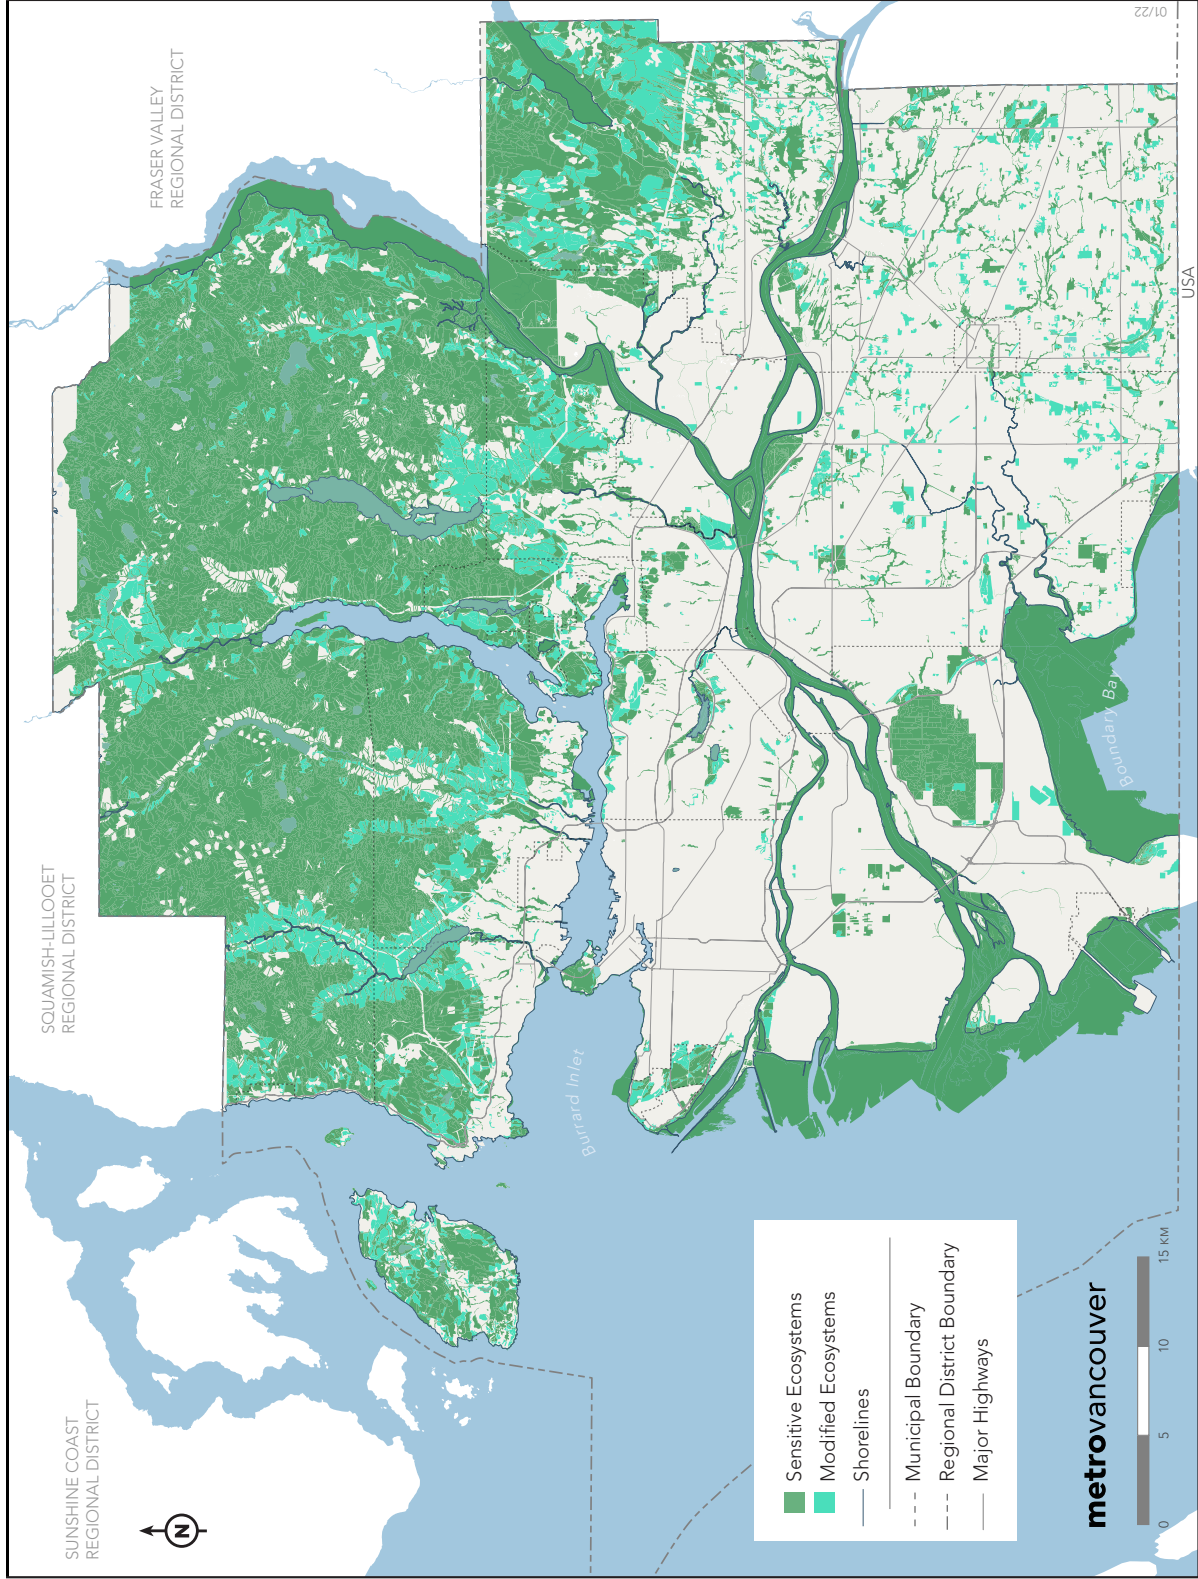 SUNSHINE COAST
REGIONAL DISTRICT
SQUAMISH-LILLOOET
REGIONAL DISTRICT
FRASER VALLEY
REGIONAL DISTRICT
N
Burrard Inlet
Boundary Bay
USA
Sensitive Ecosystems
Modified Ecosystems
Shorelines
Municipal Boundary
Regional District Boundary
Major Highways
metrovancouver
0 5 10 15 KM
01/22